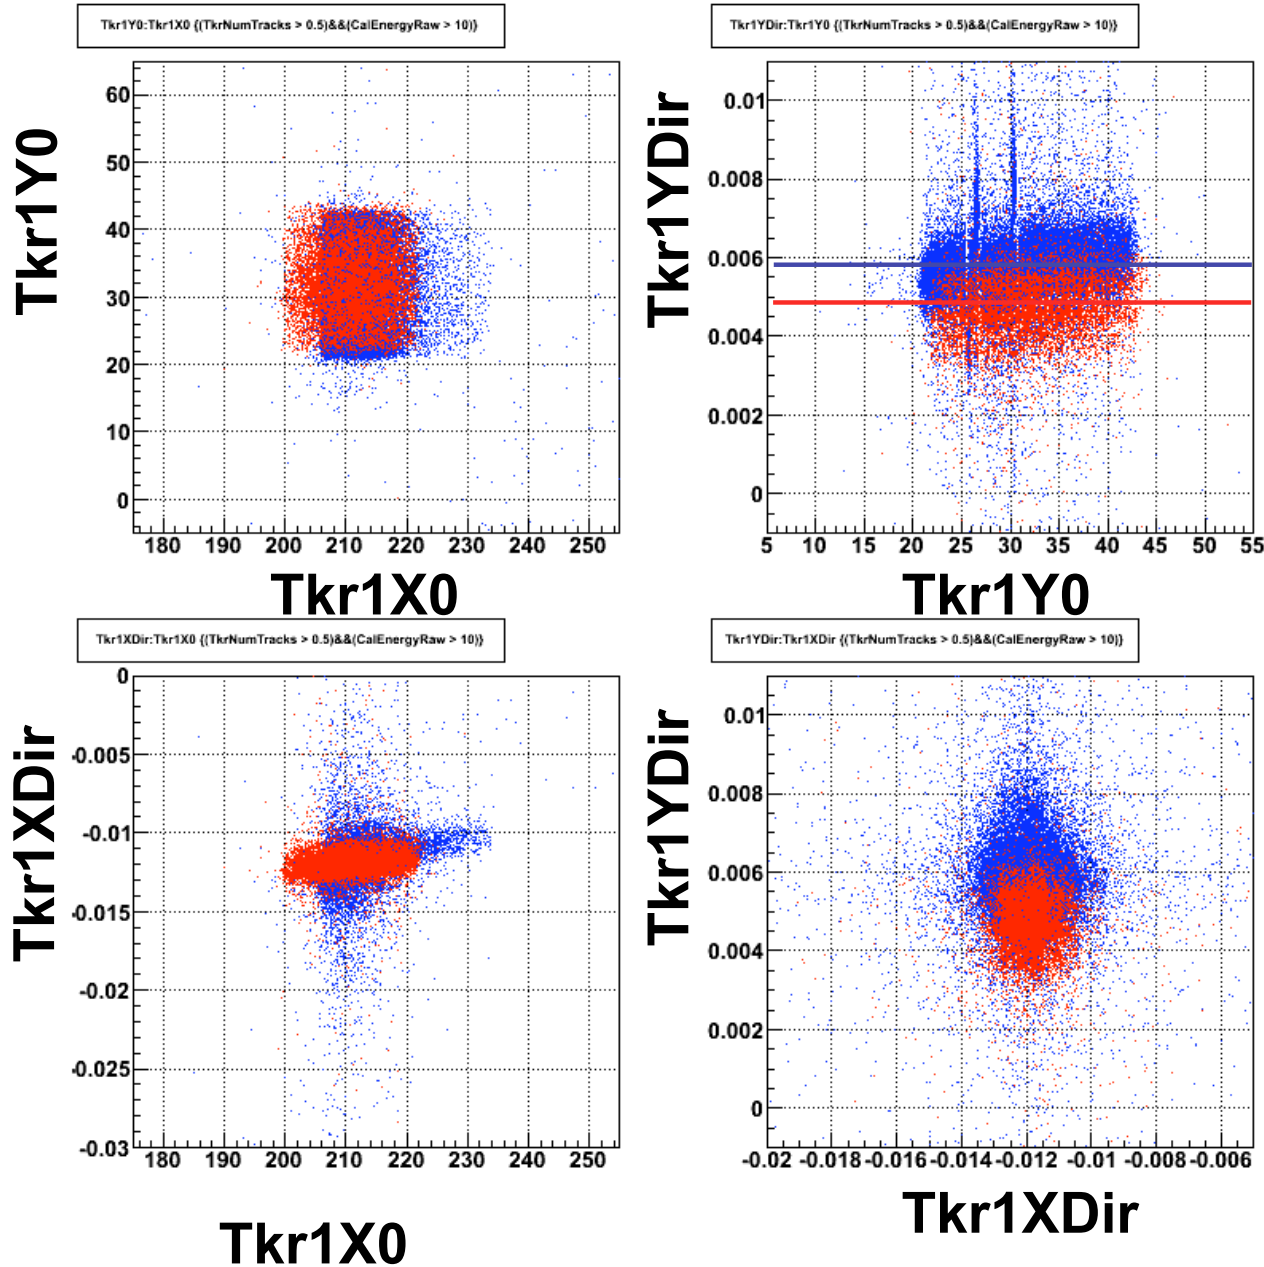 Tkr1Y0:Tkr1X0 {(TkrNumTracks > 0.5)&&(CalEnergyRaw > 10)}
60
50
40
30
20
10
0
180 190 200 210 220 230 240 250
Tkr1Y0
Tkr1X0
Tkr1YDir:Tkr1Y0 {(TkrNumTracks > 0.5)&&(CalEnergyRaw > 10)}
0.01
0.008
0.006
0.004
0.002
0
5 10 15 20 25 30 35 40 45 50 55
Tkr1YDir
Tkr1Y0
Tkr1XDir:Tkr1X0 {(TkrNumTracks > 0.5)&&(CalEnergyRaw > 10)}
0
-0.005
-0.01
-0.015
-0.02
-0.025
-0.03
180 190 200 210 220 230 240 250
Tkr1XDir
Tkr1X0
Tkr1YDir:Tkr1XDir {(TkrNumTracks > 0.5)&&(CalEnergyRaw > 10)}
0.01
0.008
0.006
0.004
0.002
0
-0.02 -0.018 -0.016 -0.014 -0.012 -0.01 -0.008 -0.006
Tkr1YDir
Tkr1XDir